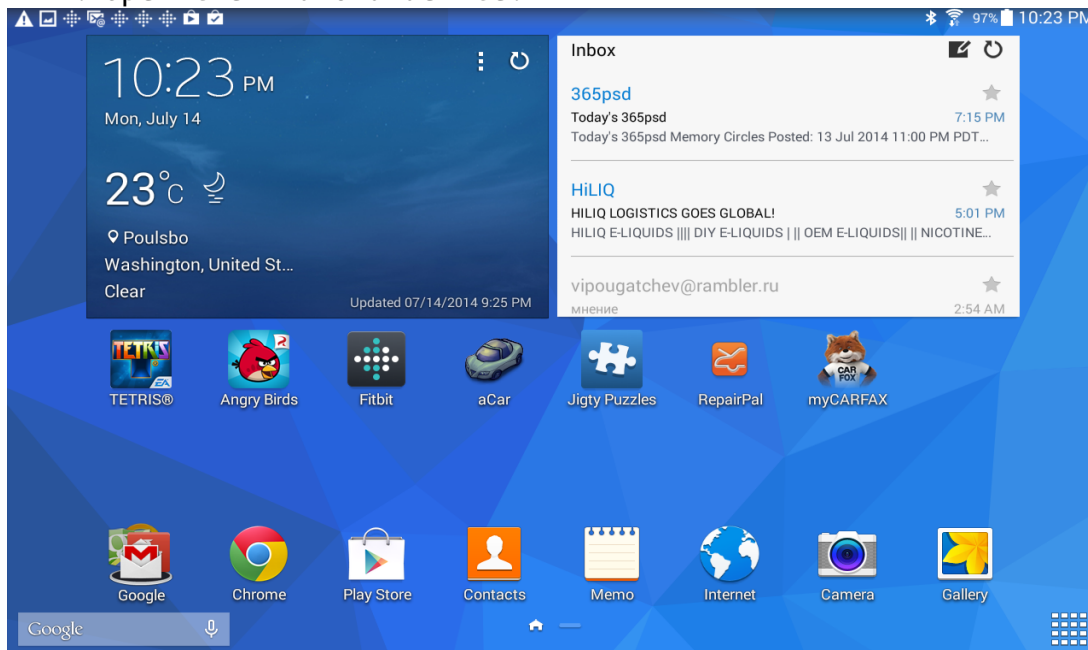 97% 10:23 PM
10:23 PM
Mon, July 14
23°C
Poulsbo
Washington, United St...
Clear
Updated 07/14/2014 9:25 PM
Inbox
365psd
Today's 365psd 7:15 PM
Today's 365psd Memory Circles Posted: 13 Jul 2014 11:00 PM PDT...
HiLIQ
HILIQ LOGISTICS GOES GLOBAL! 5:01 PM
HILIQ E-LIQUIDS |||| DIY E-LIQUIDS | || OEM E-LIQUIDS|| || NICOTINE...
vipougatchev@rambler.ru
мнение 2:54 AM
TETRIS
EA
CAR
FOX
TETRIS® Angry Birds Fitbit aCar Jigty Puzzles RepairPal myCARFAX
Google Chrome Play Store Contacts Memo Internet Camera Gallery
Google